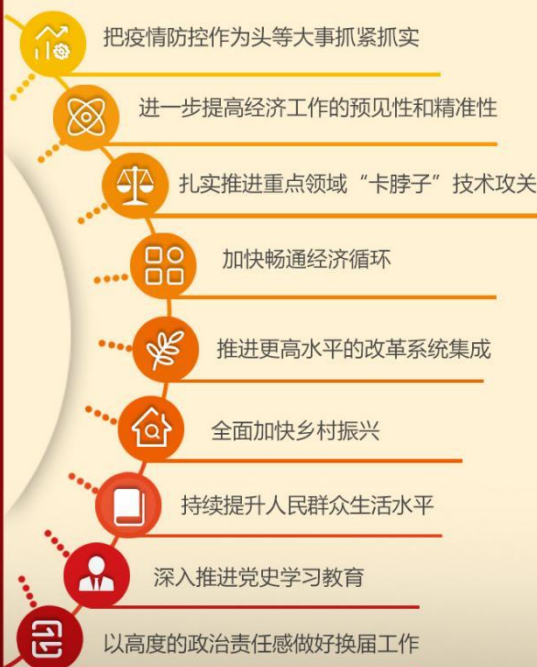 把疫情防控作为头等大事抓紧抓实
进一步提高经济工作的预见性和精准性
扎实推进重点领域“卡脖子”技术攻关
加快畅通经济循环
推进更高水平的改革系统集成
全面加快乡村振兴
持续提升人民群众生活水平
深入推进党史学习教育
以高度的政治责任感做好换届工作